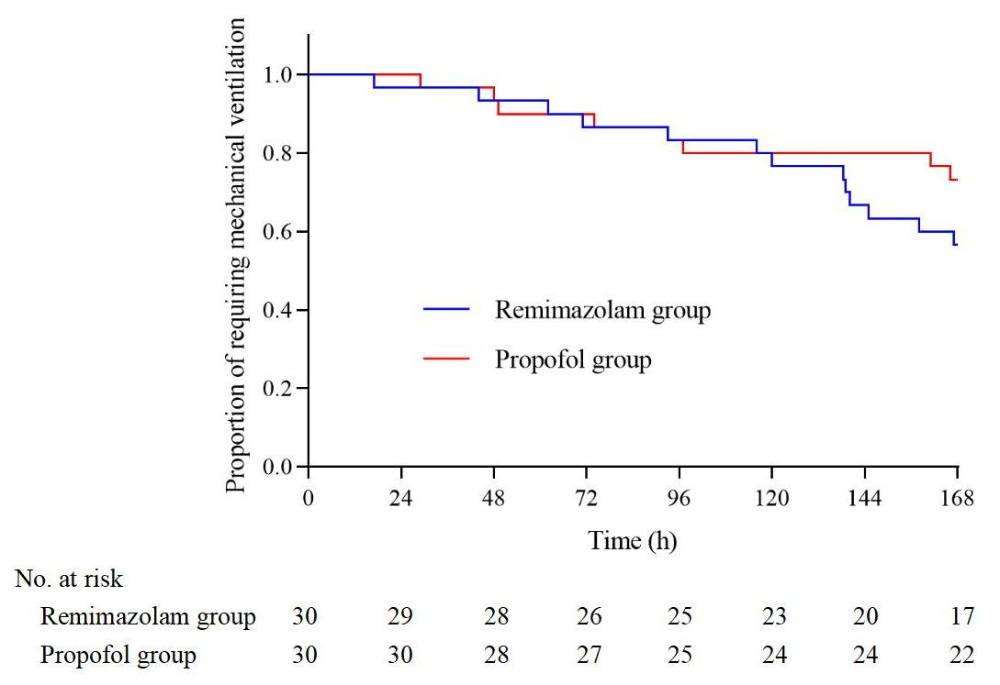 Proportion of requiring mechanical ventilation
1.0
0.8
0.6
0.4
0.2
0.0
Remimazolam group
Propofol group
0 24 48 72 96 120 144 168
Time (h)
No. at risk
Remimazolam group 30 29 28 26 25 23 20 17
Propofol group 30 30 28 27 25 24 24 22